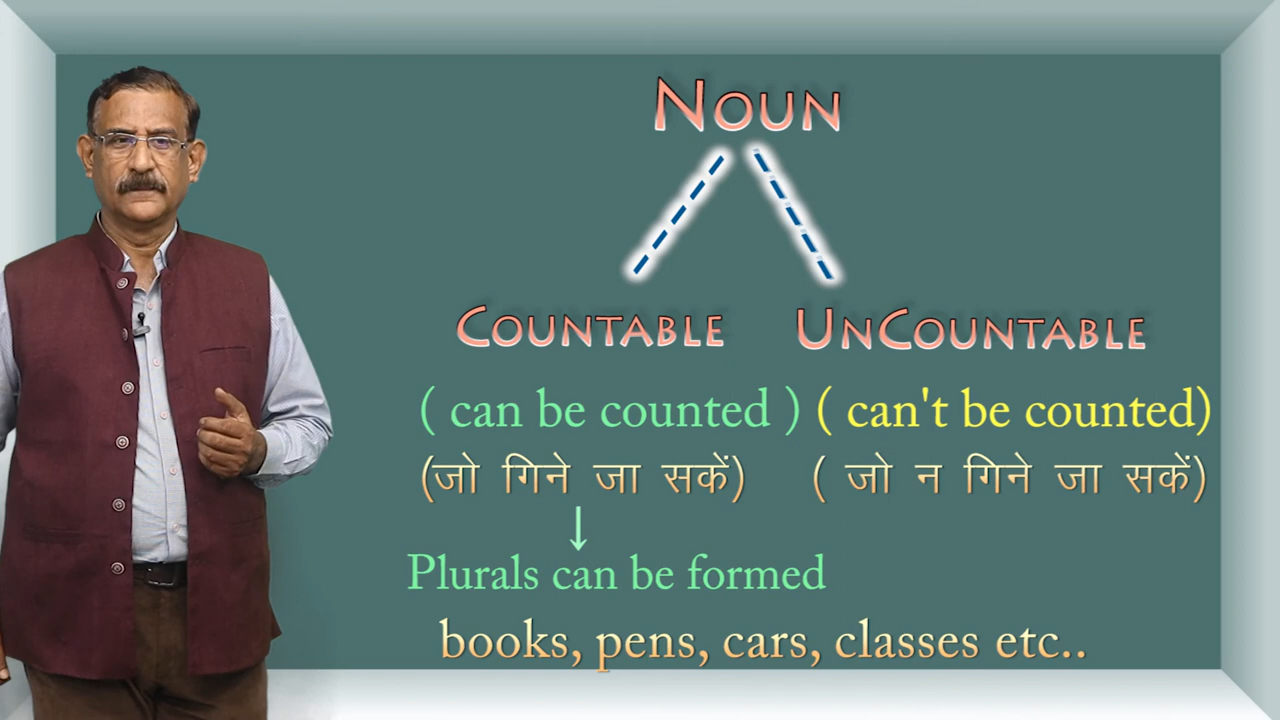 NOUN
COUNTABLE UNCOUNTABLE
( can be counted ) ( can't be counted)
(जो गिने जा सकें) ( जो न गिने जा सकें)
Plurals can be formed
books, pens, cars, classes etc..